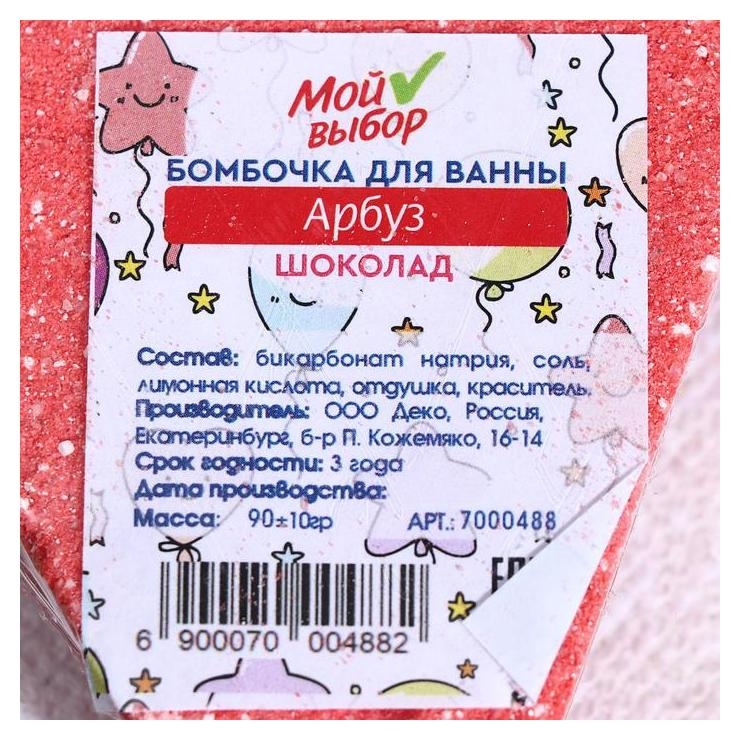 Мой
выбор
БОМБОЧКА ДЛЯ ВАННЫ
Арбуз
ШОКОЛАД
Состав: бикарбонат натрия, соль,
лимонная кислота, отдушка, краситель.
Производитель: ООО Деко, Россия,
Екатеринбург, б-р П. Кожемяко, 16-14
Срок годности: 3 года
Дата производства:
Масса: 90±10гр АРТ.: 7000488
6 900070 004882